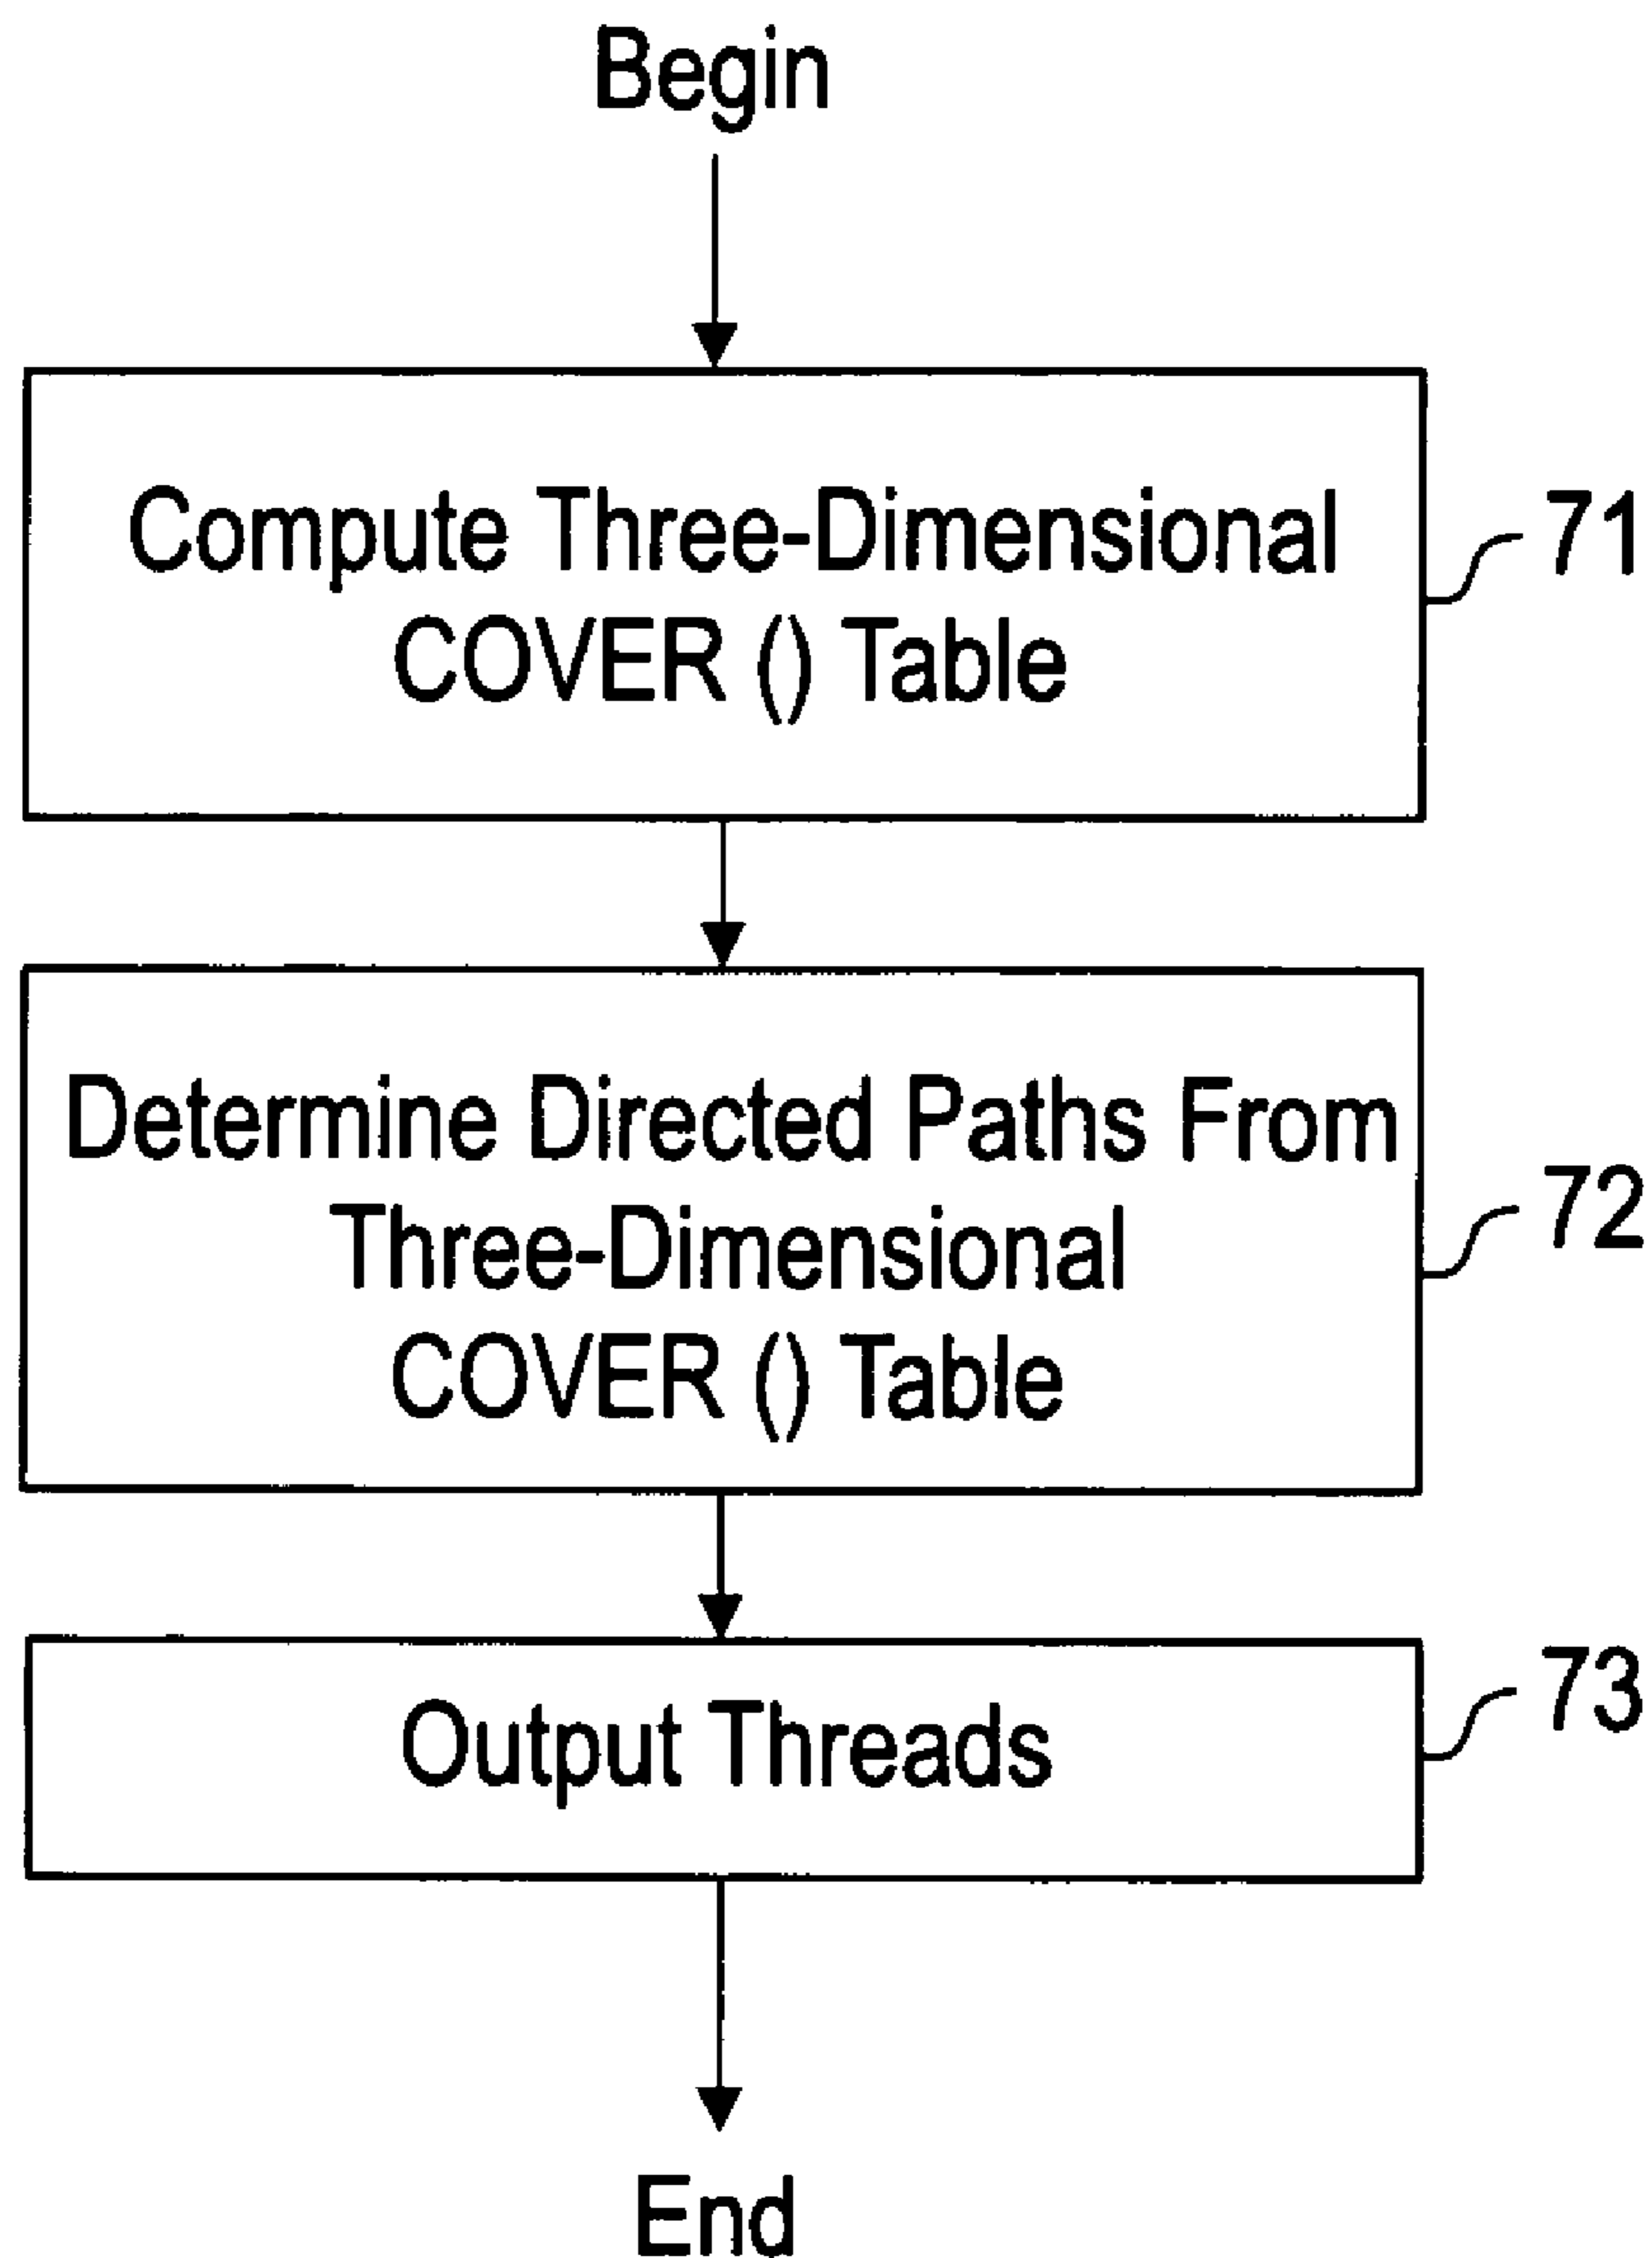 Begin
Compute Three-Dimensional
COVER () Table
71
Determine Directed Paths From
Three-Dimensional
COVER () Table
72
Output Threads
73
End